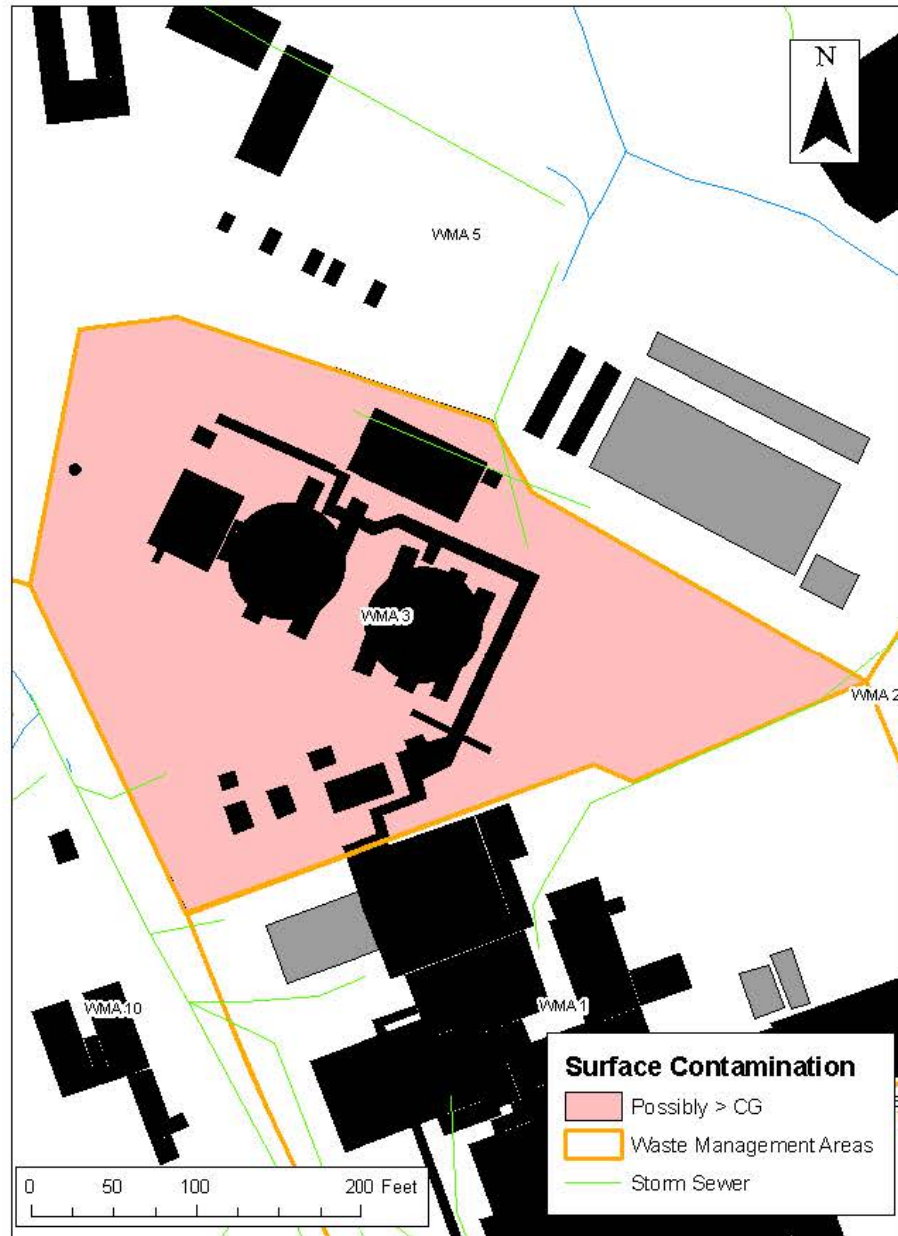 N
WMA 5
WMA 3
WMA 2
WMA 10
WMA 1
Surface Contamination
Possibly > CG
Waste Management Areas
Storm Sewer
0 50 100 200 Feet